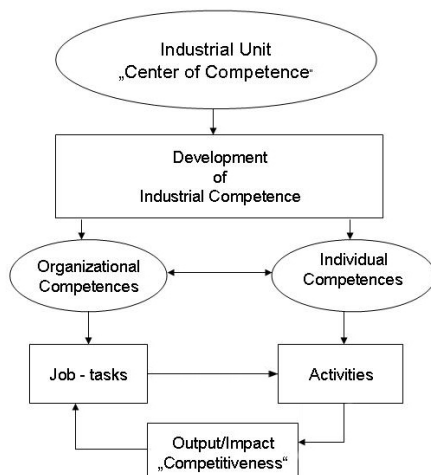 Industrial Unit
„Center of Competence“
Development
of
Industrial Competence
Organizational
Competences
Individual
Competences
Job - tasks
Activities
Output/Impact
„Competitiveness“